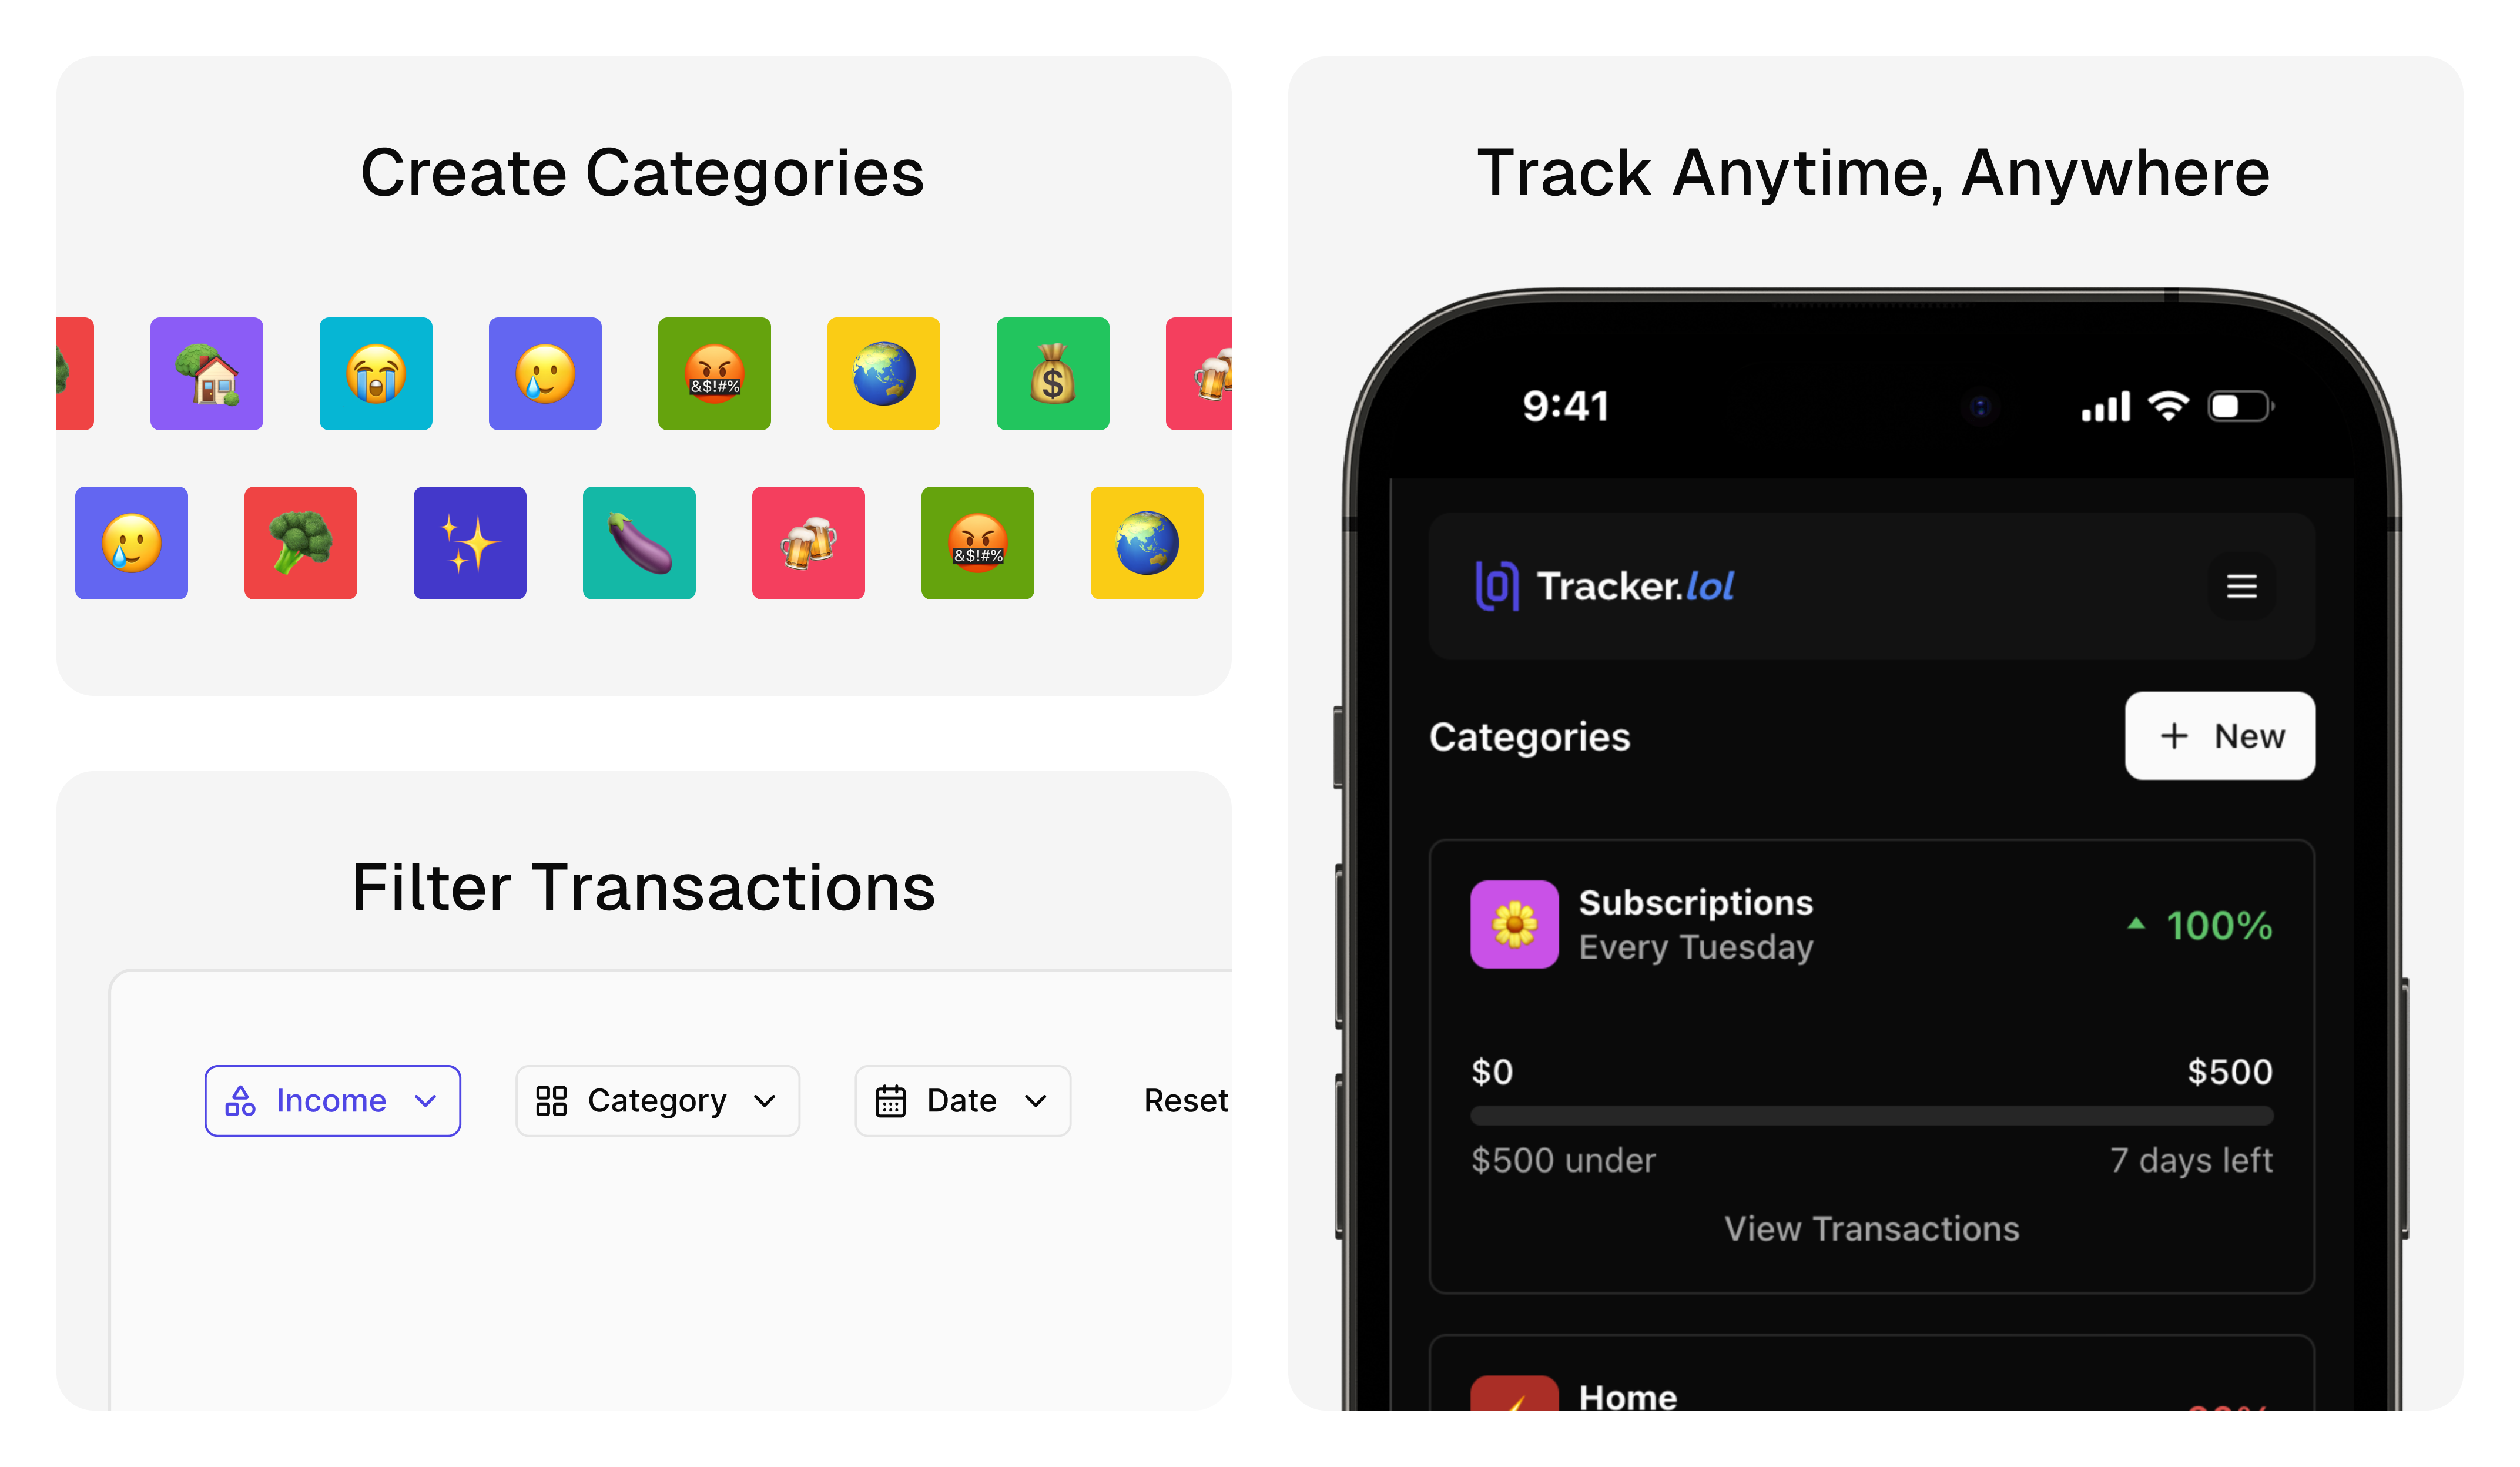 Create Categories
&$!#%
$
&$!#%
Filter Transactions
Income
Category
Date
Reset
Track Anytime, Anywhere
9:41
Tracker.lol
Categories
+ New
Subscriptions
Every Tuesday
100%
$0
$500
$500 under
7 days left
View Transactions
Home